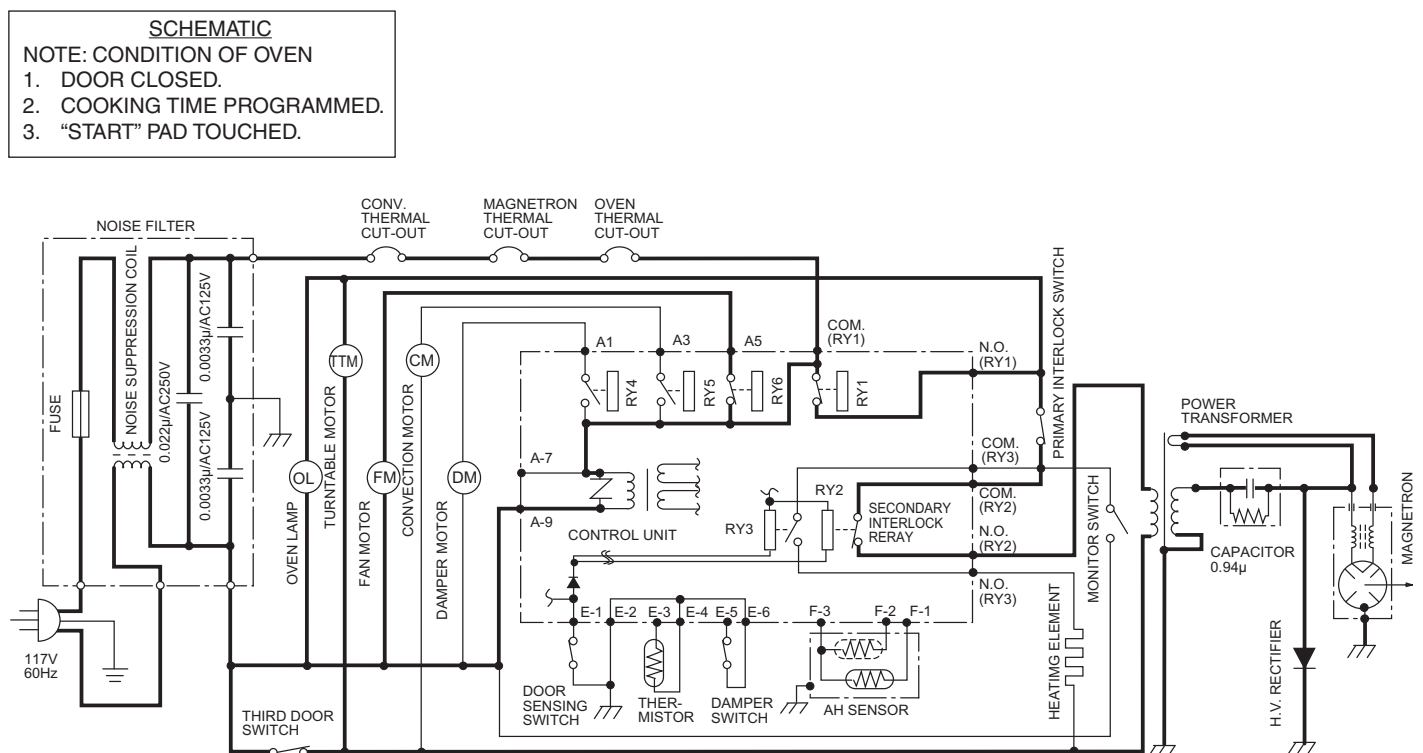 SCHEMATIC
NOTE: CONDITION OF OVEN
1. DOOR CLOSED.
2. COOKING TIME PROGRAMMED.
3. “START” PAD TOUCHED.
CONV.
THERMAL
CUT-OUT
MAGNETRON
THERMAL
CUT-OUT
OVEN
THERMAL
CUT-OUT
NOISE FILTER
FUSE
NOISE SUPPRESSION COIL
0.022µ/AC250V
0.0033µ/AC125V
0.0033µ/AC125V
117V
60Hz
OL
OVEN LAMP
TTM
TURNTABLE MOTOR
FM
FAN MOTOR
CM
CONVECTION MOTOR
DM
DAMPER MOTOR
A1
A3
A5
COM.
(RY1)
N.O.
(RY1)
RY4
RY5
RY6
RY1
PRIMARY INTERLOCK SWITCH
A-7
A-9
CONTROL UNIT
COM.
(RY3)
COM.
(RY2)
N.O.
(RY2)
N.O.
(RY3)
RY3
RY2
SECONDARY
INTERLOCK
RERAY
E-1
E-2
E-3
E-4
E-5
E-6
F-3
F-2
F-1
DOOR
SENSING
SWITCH
THER-
MISTOR
DAMPER
SWITCH
AH SENSOR
HEATIMG ELEMENT
MONITOR SWITCH
POWER
TRANSFORMER
CAPACITOR
0.94µ
H.V. RECTIFIER
MAGNETRON
THIRD DOOR
SWITCH